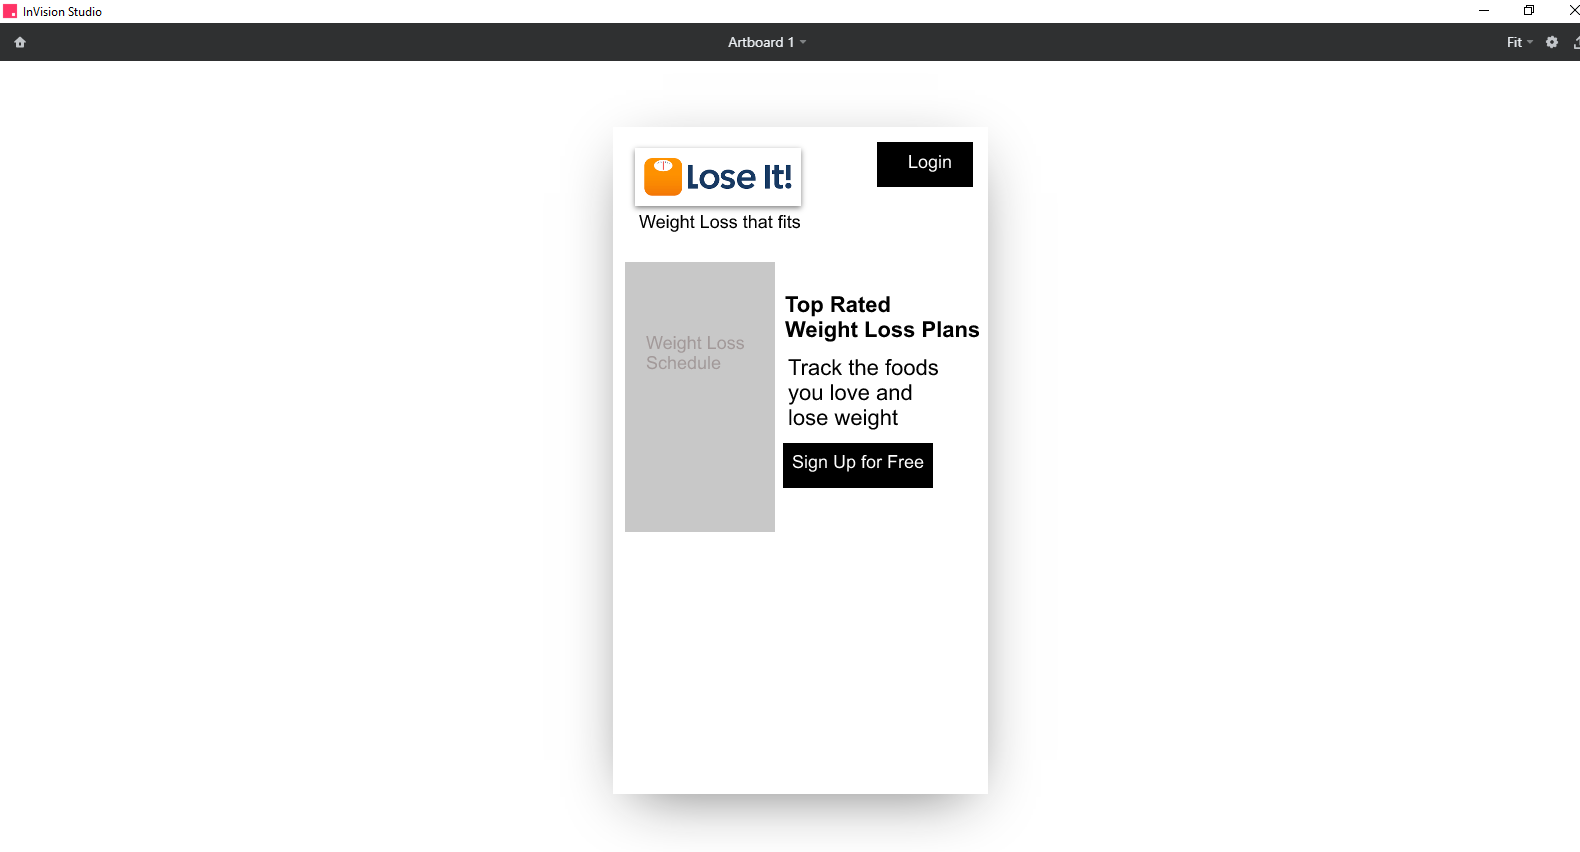 InVision Studio
Artboard 1
Fit
Lose It!
Login
Weight Loss that fits
Weight Loss
Schedule
Top Rated
Weight Loss Plans
Track the foods
you love and
lose weight
Sign Up for Free